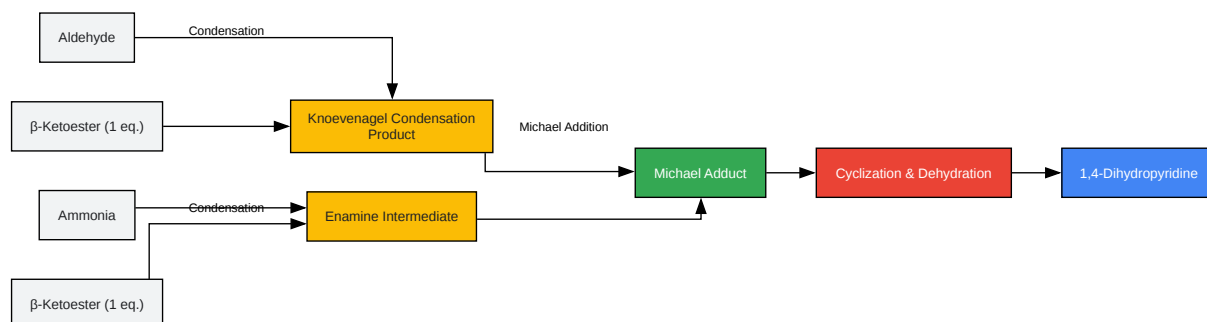 Aldehyde
Condensation
β-Ketoester (1 eq.)
Knoevenagel Condensation
Product
Michael Addition
Michael Adduct
Cyclization & Dehydration
1,4-Dihydropyridine
Ammonia
Condensation
Enamine Intermediate
β-Ketoester (1 eq.)